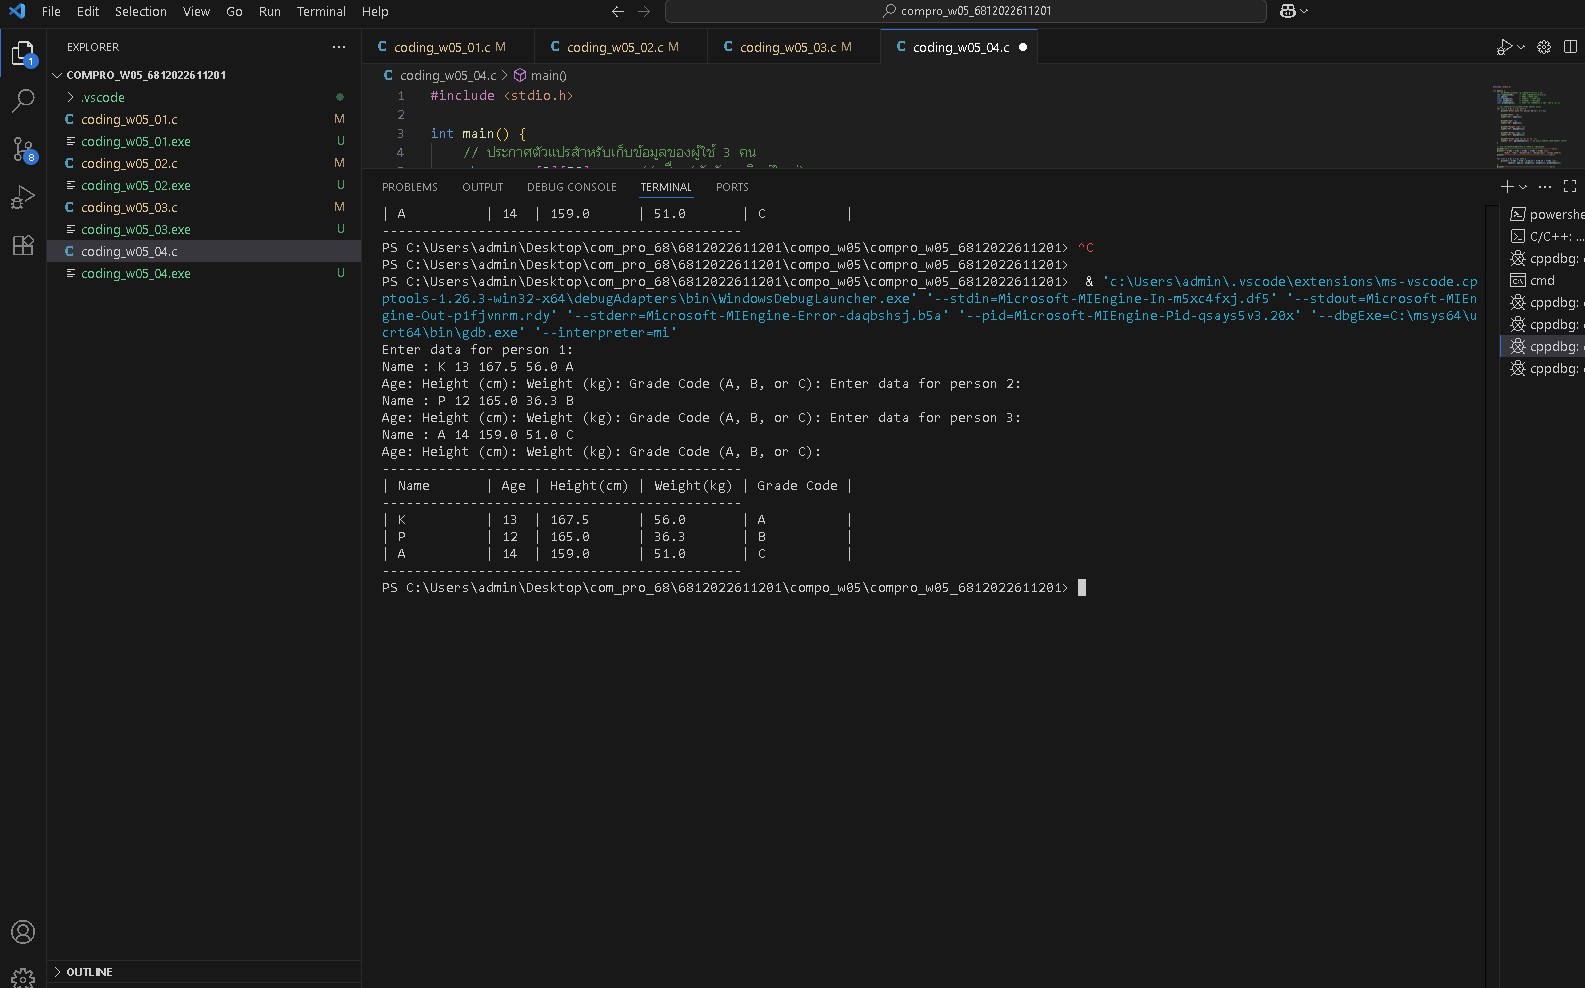 File Edit Selection View Go Run Terminal Help
compro_w05_6812022611201
EXPLORER
COMPRO_W05_6812022611201
.vscode
coding_w05_01.c M
coding_w05_01.exe U
coding_w05_02.c M
coding_w05_02.exe U
coding_w05_03.c M
coding_w05_03.exe U
coding_w05_04.c
coding_w05_04.exe U
OUTLINE
1
8
C coding_w05_01.c M C coding_w05_02.c M C coding_w05_03.c M C coding_w05_04.c
C coding_w05_04.c > main()
1 #include <stdio.h>
2
3 int main() {
4 // ประกาศตัวแปรสำหรับเก็บข้อมูลของผู้ใช้ 3 คน
PROBLEMS OUTPUT DEBUG CONSOLE TERMINAL PORTS
| A | 14 | 159.0 | 51.0 | C |
--------------------------------------------
PS C:\Users\admin\Desktop\com_pro_68\6812022611201\compo_w05\compro_w05_6812022611201> ^C
PS C:\Users\admin\Desktop\com_pro_68\6812022611201\compo_w05\compro_w05_6812022611201>
PS C:\Users\admin\Desktop\com_pro_68\6812022611201\compo_w05\compro_w05_6812022611201> & 'c:\Users\admin\.vscode\extensions\ms-vscode.cp
ptools-1.26.3-win32-x64\debugAdapters\bin\WindowsDebugLauncher.exe' '--stdin=Microsoft-MIEngine-In-m5xc4fxj.df5' '--stdout=Microsoft-MIEn
gine-Out-p1fjvnrm.rdy' '--stderr=Microsoft-MIEngine-Error-daqbshsj.b5a' '--pid=Microsoft-MIEngine-Pid-qsays5v3.20x' '--dbgExe=C:\msys64\u
crt64\bin\gdb.exe' '--interpreter=mi'
Enter data for person 1:
Name : K 13 167.5 56.0 A
Age: Height (cm): Weight (kg): Grade Code (A, B, or C): Enter data for person 2:
Name : P 12 165.0 36.3 B
Age: Height (cm): Weight (kg): Grade Code (A, B, or C): Enter data for person 3:
Name : A 14 159.0 51.0 C
Age: Height (cm): Weight (kg): Grade Code (A, B, or C):
--------------------------------------------
| Name | Age | Height(cm) | Weight(kg) | Grade Code |
--------------------------------------------
| K | 13 | 167.5 | 56.0 | A |
| P | 12 | 165.0 | 36.3 | B |
| A | 14 | 159.0 | 51.0 | C |
--------------------------------------------
PS C:\Users\admin\Desktop\com_pro_68\6812022611201\compo_w05\compro_w05_6812022611201>
powershe
C/C++: ...
cppdbg:
cmd
cppdbg:
cppdbg:
cppdbg:
cppdbg: